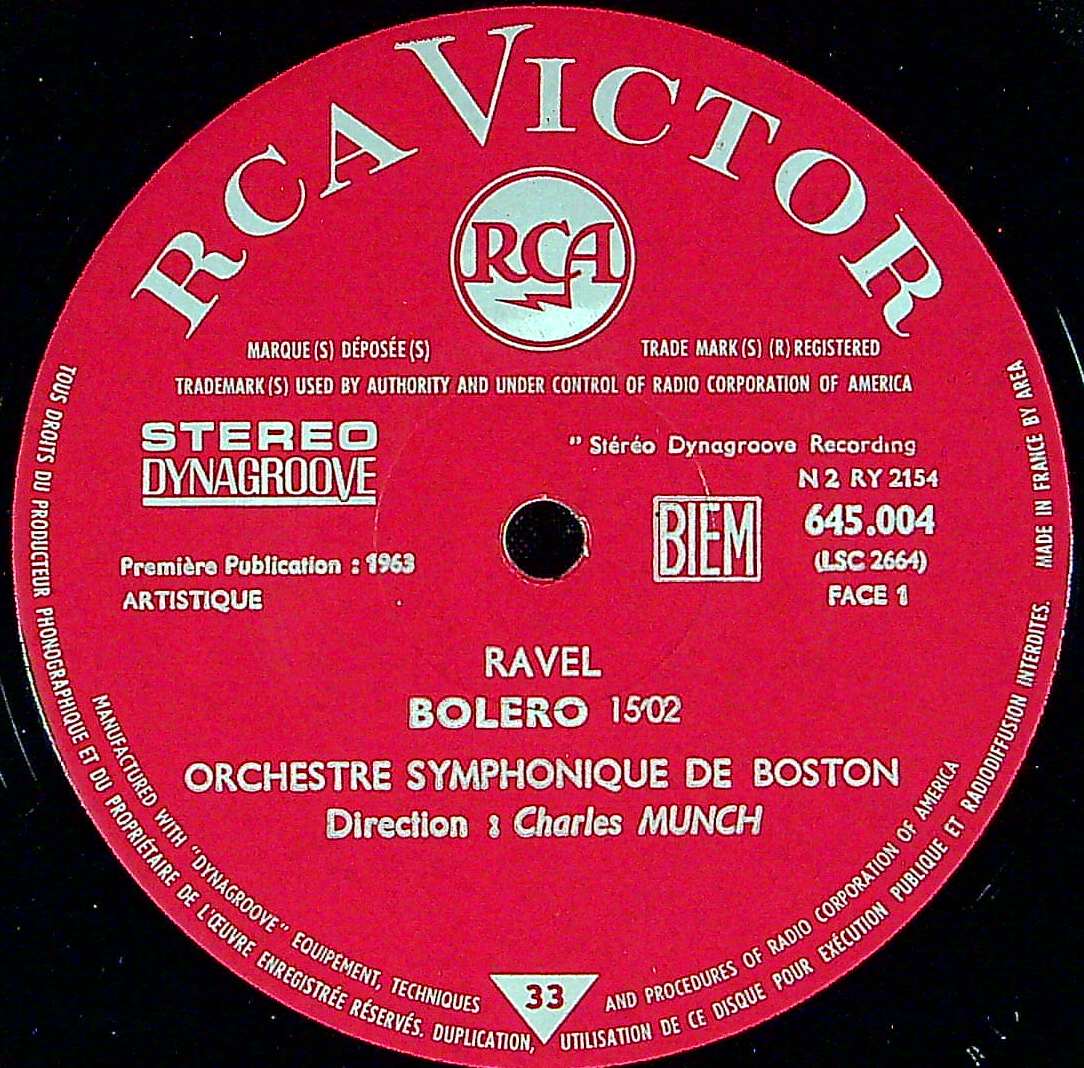 RCA VICTOR
RCA
MARQUE(S) DÉPOSÉE(S)
TRADE MARK(S) (R) REGISTERED
TRADEMARK(S) USED BY AUTHORITY AND UNDER CONTROL OF RADIO CORPORATION OF AMERICA
STEREO
DYNAGROOVE
" Stéréo Dynagroove Recording
N 2 RY 2154
BIEM
645.004
(LSC 2664)
FACE 1
Première Publication : 1963
ARTISTIQUE
RAVEL
BOLERO 15'02
ORCHESTRE SYMPHONIQUE DE BOSTON
Direction : Charles MUNCH
MANUFACTURED WITH "DYNAGROOVE" EQUIPEMENT, TECHNIQUES AND PROCEDURES OF RADIO CORPORATION OF AMERICA
33
TOUS DROITS DU PRODUCTEUR PHONOGRAPHIQUE ET DU PROPRIÉTAIRE DE L'ŒUVRE ENREGISTRÉE RÉSERVÉS. DUPLICATION, UTILISATION DE CE DISQUE POUR EXÉCUTION PUBLIQUE ET RADIODIFFUSION INTERDITES. MADE IN FRANCE BY AREA